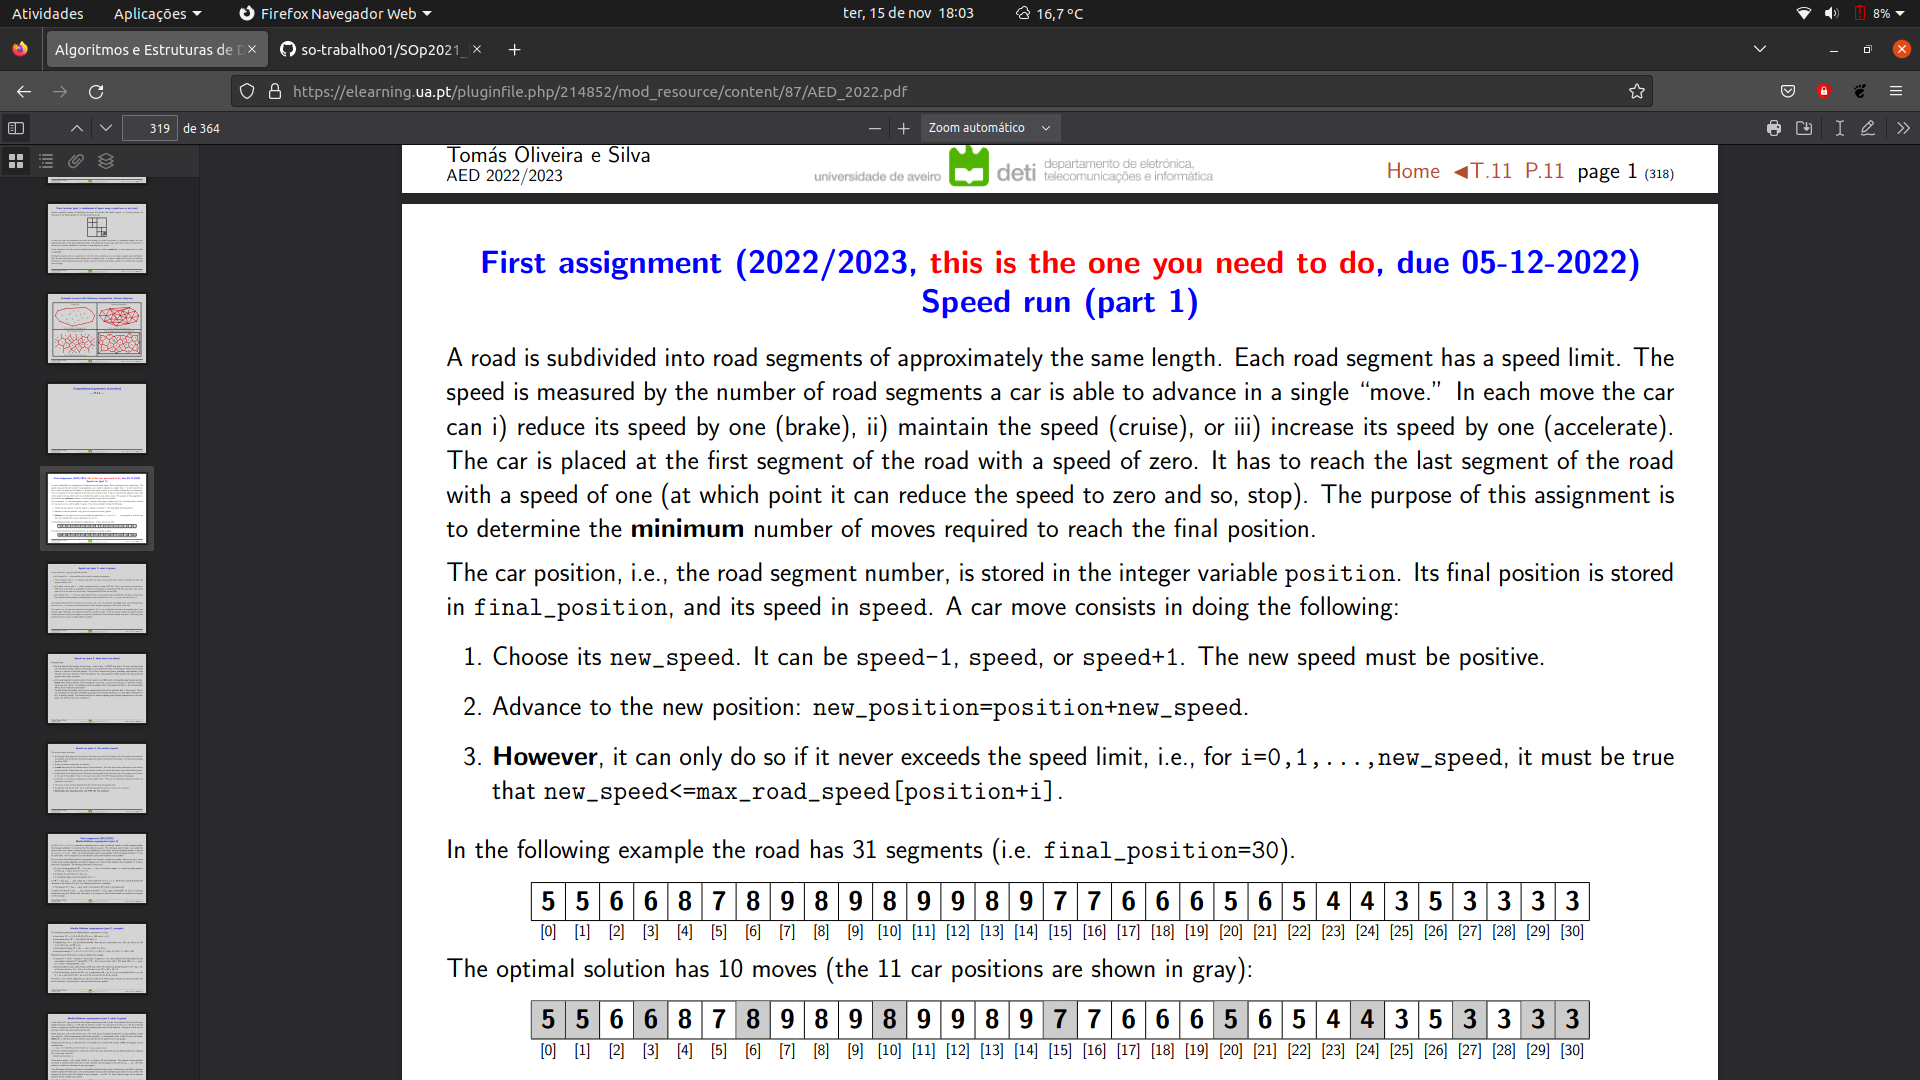 Atividades Aplicações Firefox Navegador Web ter, 15 de nov 18:03 16,7 ºC 8%
Algoritmos e Estruturas de D so-trabalho01/SOp2021_
https://elearning.ua.pt/pluginfile.php/214852/mod_resource/content/87/AED_2022.pdf
319 de 364 Zoom automático
Tomás Oliveira e Silva
AED 2022/2023
universidade de aveiro deti departamento de eletrónica,
telecomunicações e informática
Home ◀T.11 P.11 page 1 (318)
First assignment (2022/2023, this is the one you need to do, due 05-12-2022)
Speed run (part 1)
A road is subdivided into road segments of approximately the same length. Each road segment has a speed limit. The
speed is measured by the number of road segments a car is able to advance in a single “move.” In each move the car
can i) reduce its speed by one (brake), ii) maintain the speed (cruise), or iii) increase its speed by one (accelerate).
The car is placed at the first segment of the road with a speed of zero. It has to reach the last segment of the road
with a speed of one (at which point it can reduce the speed to zero and so, stop). The purpose of this assignment is
to determine the minimum number of moves required to reach the final position.
The car position, i.e., the road segment number, is stored in the integer variable position. Its final position is stored
in final_position, and its speed in speed. A car move consists in doing the following:
1. Choose its new_speed. It can be speed-1, speed, or speed+1. The new speed must be positive.
2. Advance to the new position: new_position=position+new_speed.
3. However, it can only do so if it never exceeds the speed limit, i.e., for i=0,1,...,new_speed, it must be true
that new_speed<=max_road_speed[position+i].
In the following example the road has 31 segments (i.e. final_position=30).
5 5 6 6 8 7 8 9 8 9 8 9 9 8 9 7 7 6 6 6 5 6 5 4 4 3 5 3 3 3 3
[0] [1] [2] [3] [4] [5] [6] [7] [8] [9] [10] [11] [12] [13] [14] [15] [16] [17] [18] [19] [20] [21] [22] [23] [24] [25] [26] [27] [28] [29] [30]
The optimal solution has 10 moves (the 11 car positions are shown in gray):
5 5 6 6 8 7 8 9 8 9 8 9 9 8 9 7 7 6 6 6 5 6 5 4 4 3 5 3 3 3 3
[0] [1] [2] [3] [4] [5] [6] [7] [8] [9] [10] [11] [12] [13] [14] [15] [16] [17] [18] [19] [20] [21] [22] [23] [24] [25] [26] [27] [28] [29] [30]